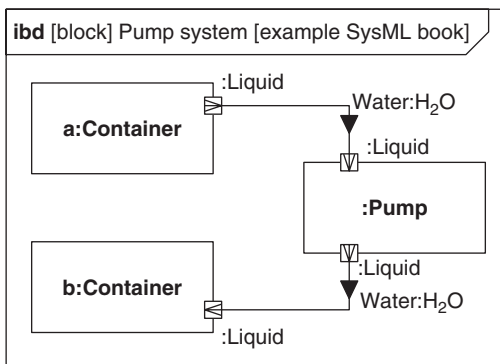 ibd [block] Pump system [example SysML book]
:Liquid
a:Container
Water:H₂O
:Liquid
:Pump
:Liquid
b:Container
Water:H₂O
:Liquid